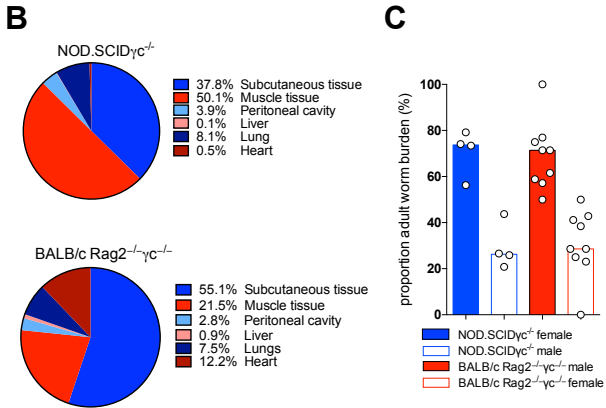 B
NOD.SCIDγc-/-
37.8% Subcutaneous tissue
50.1% Muscle tissue
3.9% Peritoneal cavity
0.1% Liver
8.1% Lung
0.5% Heart
BALB/c Rag2–/–γc–/–
55.1% Subcutaneous tissue
21.5% Muscle tissue
2.8% Peritoneal cavity
0.9% Liver
7.5% Lungs
12.2% Heart
C
proportion adult worm burden (%)
100
80
60
40
20
0
NOD.SCIDγc-/- female
NOD.SCIDγc-/- male
BALB/c Rag2–/–γc–/– male
BALB/c Rag2–/–γc–/– female